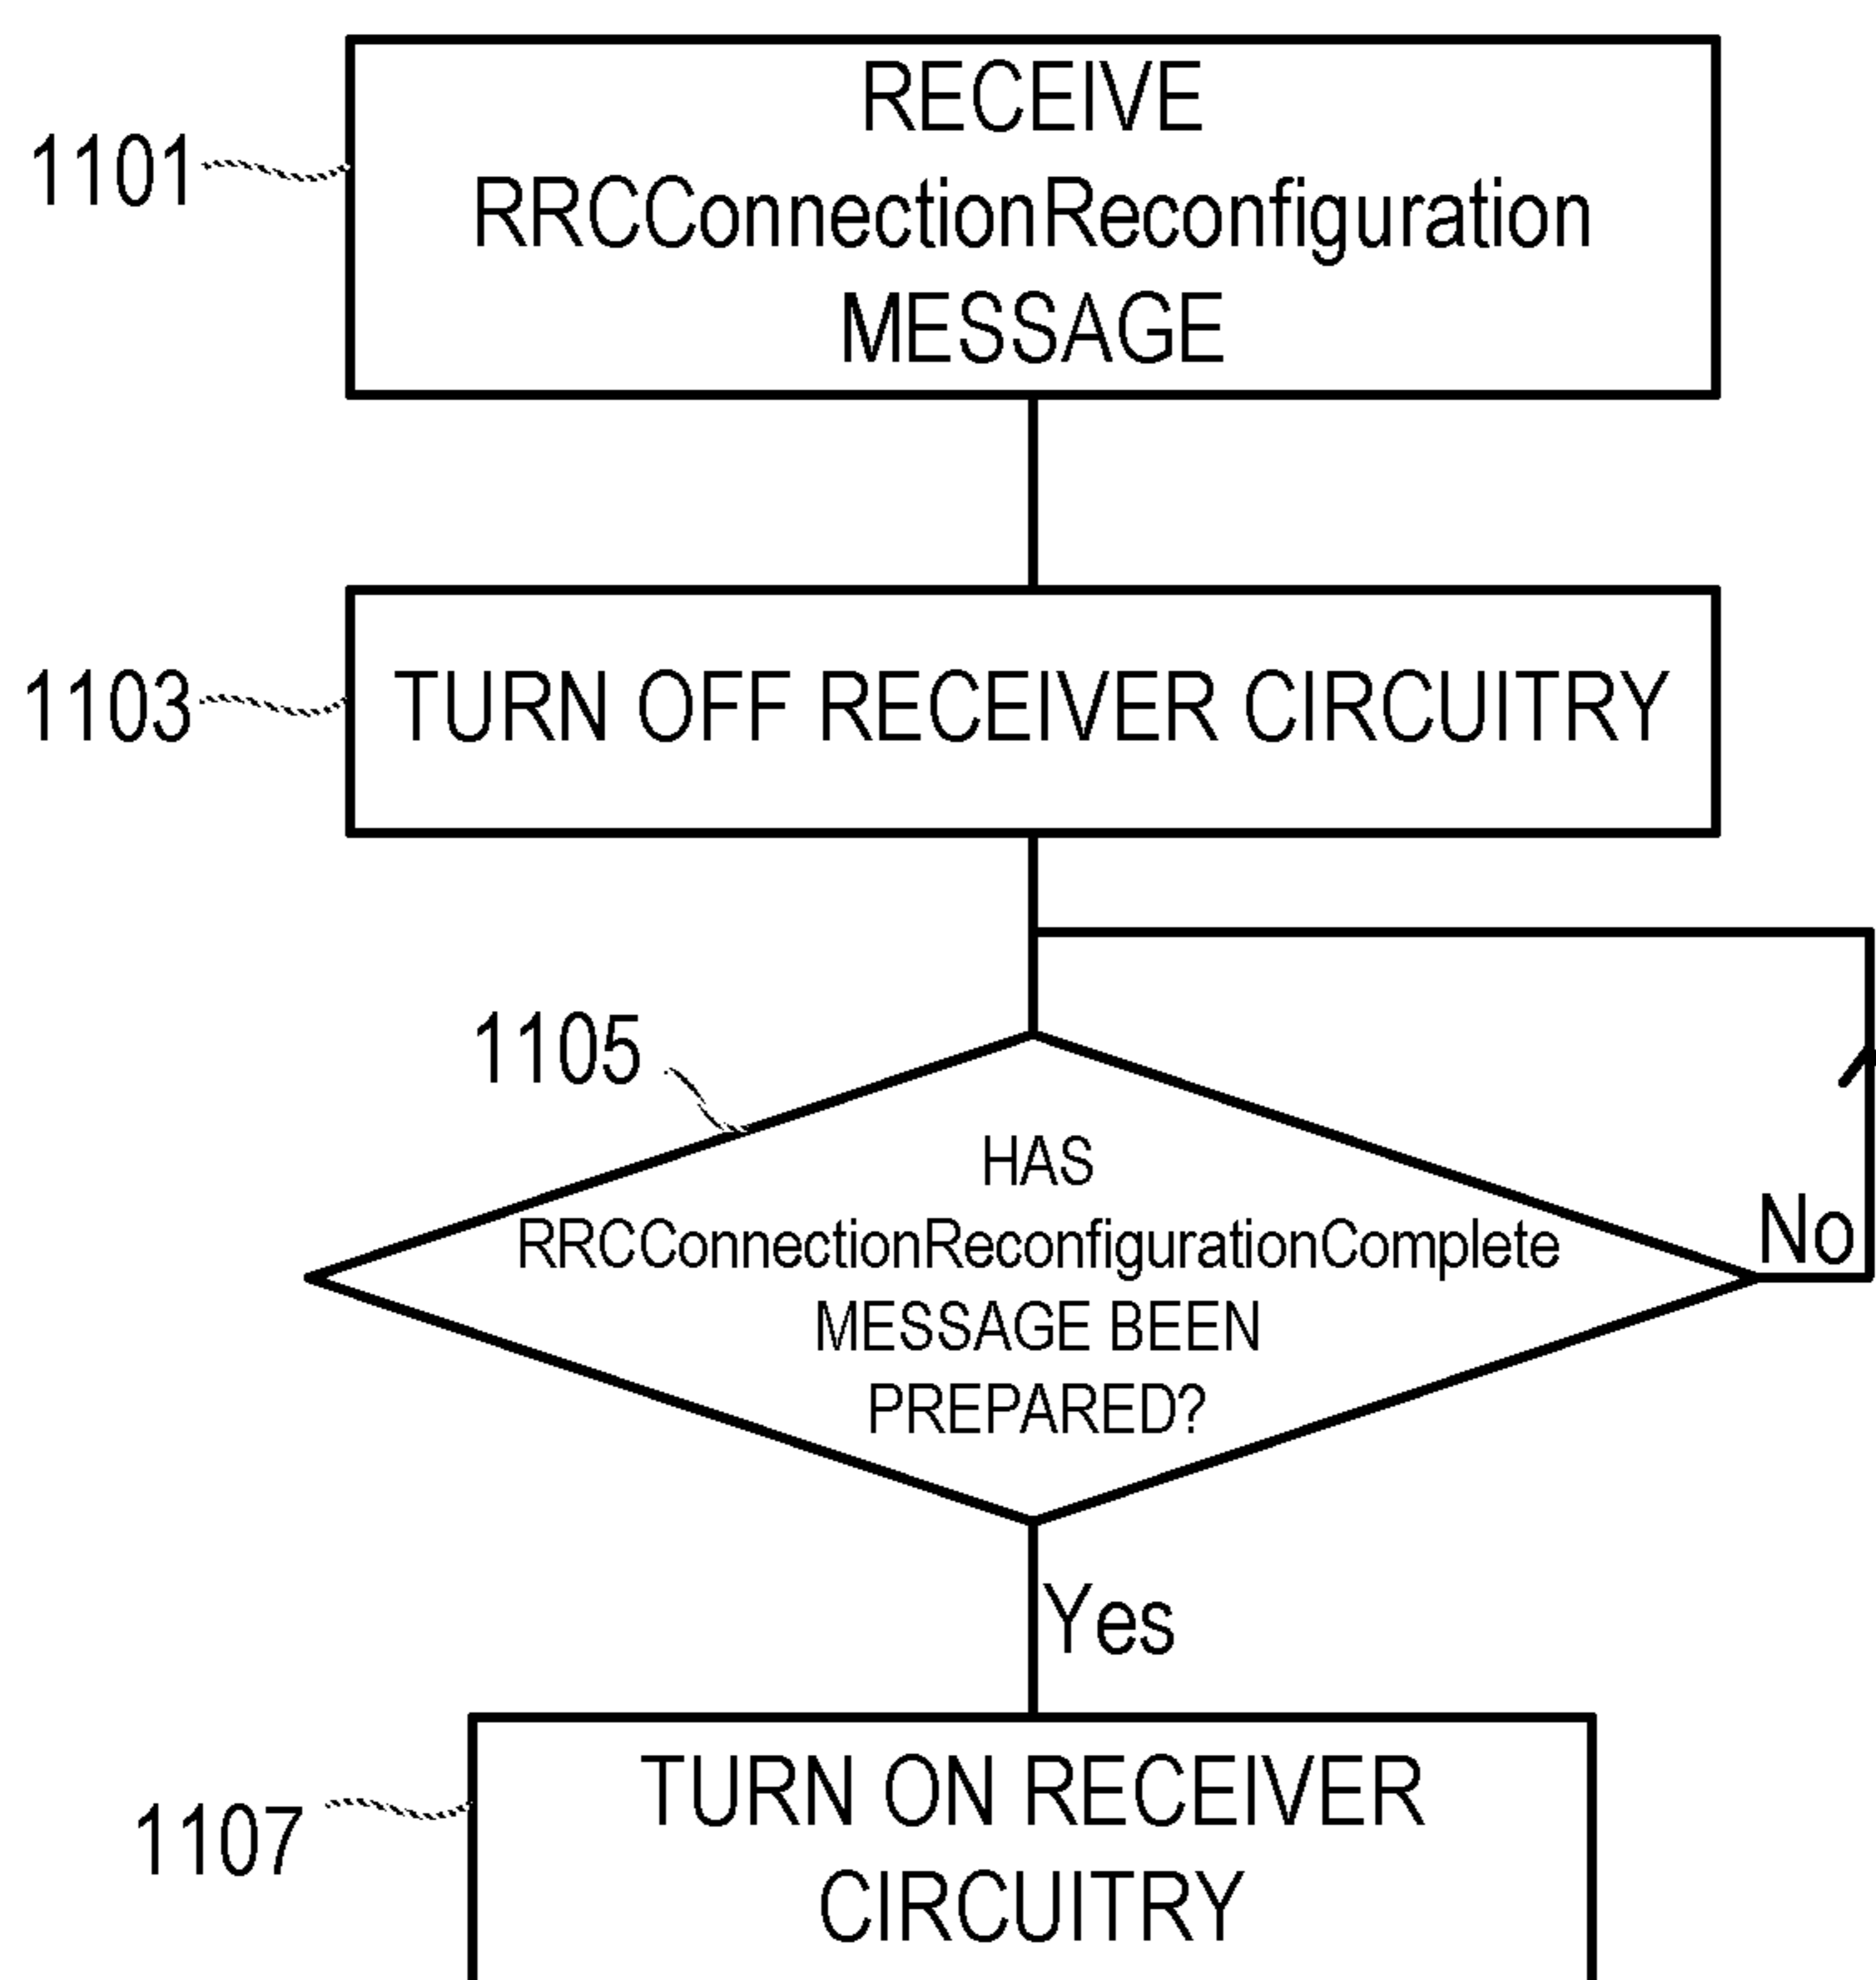 1101
RECEIVE
RRCConnectionReconfiguration
MESSAGE
1103
TURN OFF RECEIVER CIRCUITRY
1105
HAS
RRCConnectionReconfigurationComplete
MESSAGE BEEN
PREPARED?
No
Yes
1107
TURN ON RECEIVER
CIRCUITRY